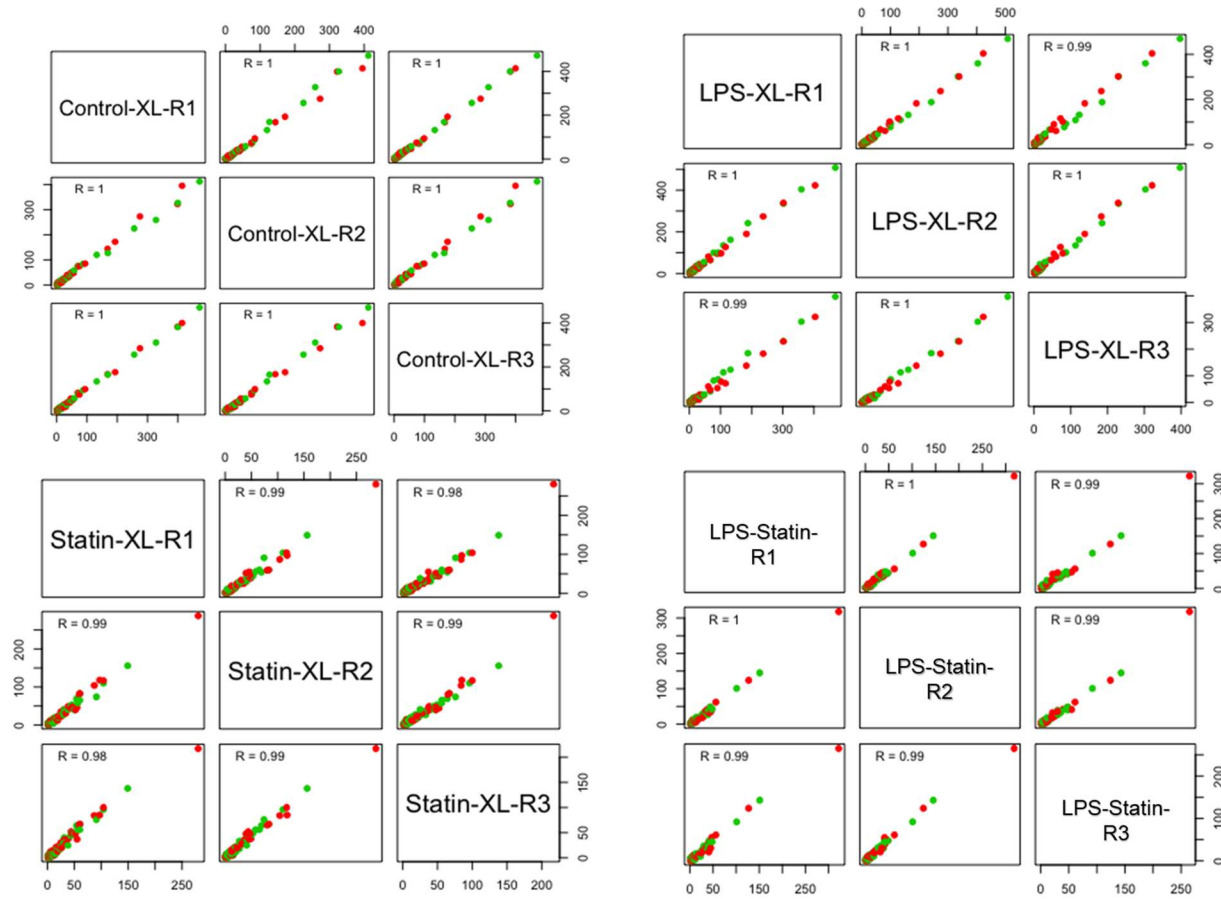 0 100 200 300 400
Control-XL-R1
R = 1
R = 1
0 200 400
100 300
R = 1
Control-XL-R2
R = 1
R = 1
R = 1
Control-XL-R3
0 200 400
0 100 300
0 100 300
0 100 300 500
LPS-XL-R1
R = 1
R = 0.99
0 200 400
0 200 400
R = 1
LPS-XL-R2
R = 1
R = 0.99
R = 1
LPS-XL-R3
0 100 300
0 100 300
0 100 200 300 400
0 50 150 250
Statin-XL-R1
R = 0.99
R = 0.98
0 100 200
0 100 200
R = 0.99
Statin-XL-R2
R = 0.99
R = 0.98
R = 0.99
Statin-XL-R3
0 50 150
0 50 150 250
0 50 100 200
0 50 150 250
LPS-Statin-
R1
R = 1
R = 0.99
0 100 200 300
0 100 200 300
R = 1
LPS-Statin-
R2
R = 0.99
R = 0.99
R = 0.99
LPS-Statin-
R3
0 100 200
0 50 150 250
0 50 150 250